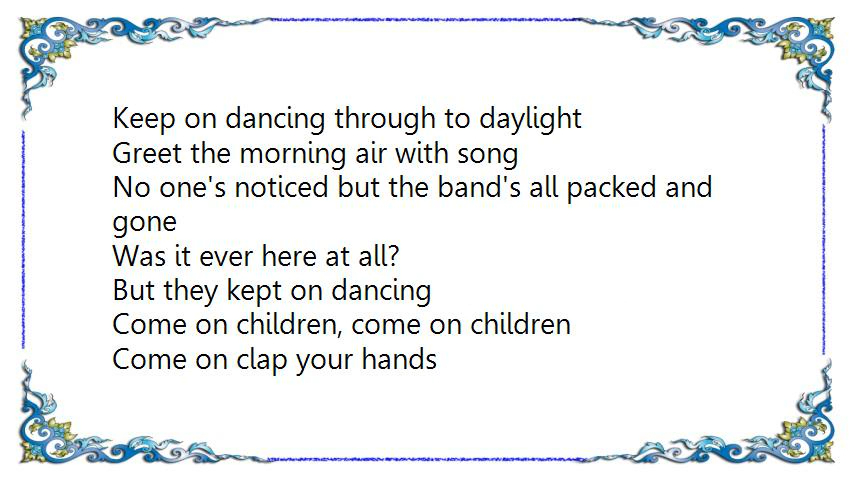 Keep on dancing through to daylight
Greet the morning air with song
No one's noticed but the band's all packed and
gone
Was it ever here at all?
But they kept on dancing
Come on children, come on children
Come on clap your hands